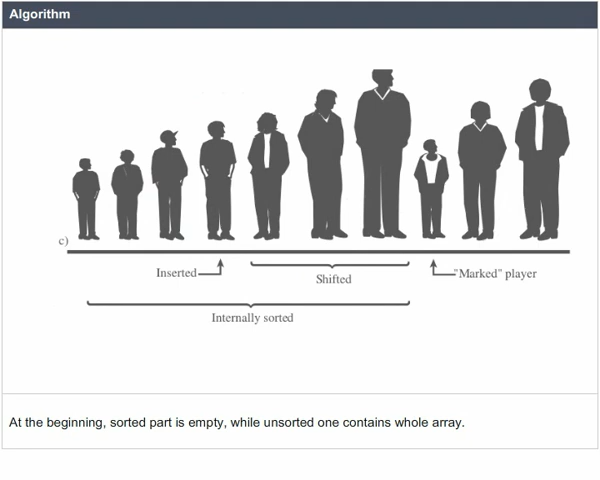 Algorithm
c)
Inserted
Shifted
"Marked" player
Internally sorted
At the beginning, sorted part is empty, while unsorted one contains whole array.